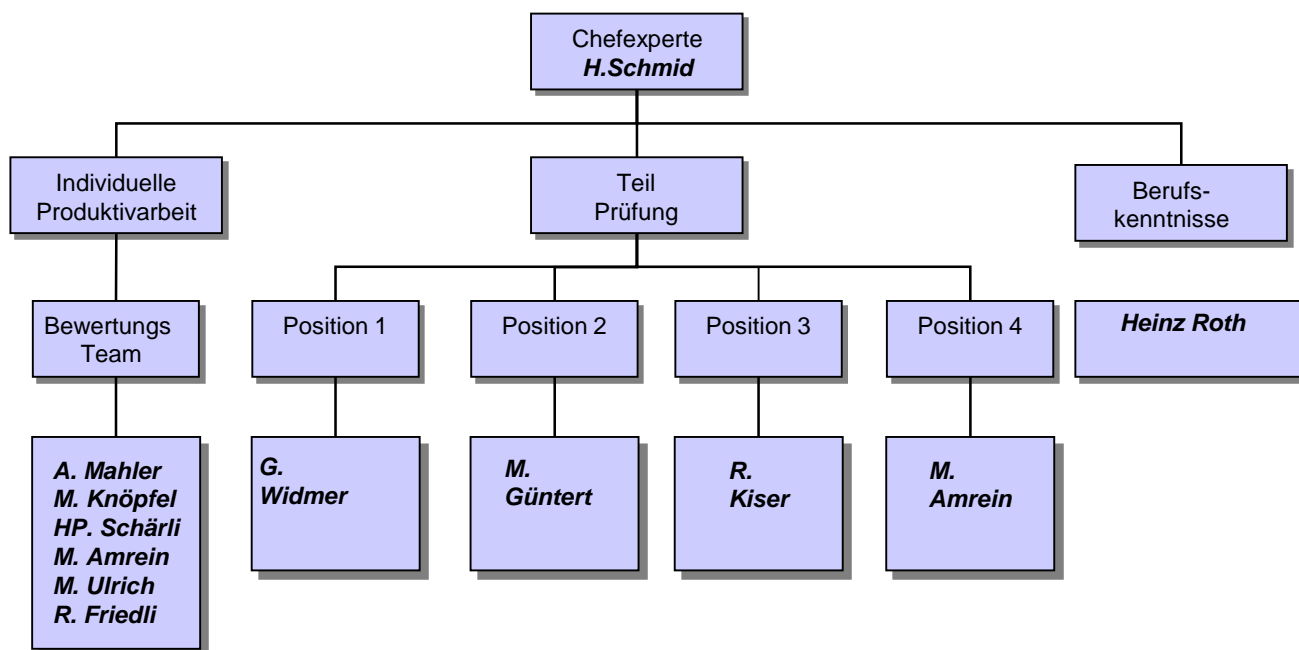 Chefexperte
H.Schmid
Individuelle
Produktivarbeit
Teil
Prüfung
Berufs-
kenntnisse
Bewertungs
Team
Position 1
Position 2
Position 3
Position 4
Heinz Roth
A. Mahler
M. Knöpfel
HP. Schärli
M. Amrein
M. Ulrich
R. Friedli
G.
Widmer
M.
Güntert
R.
Kiser
M.
Amrein